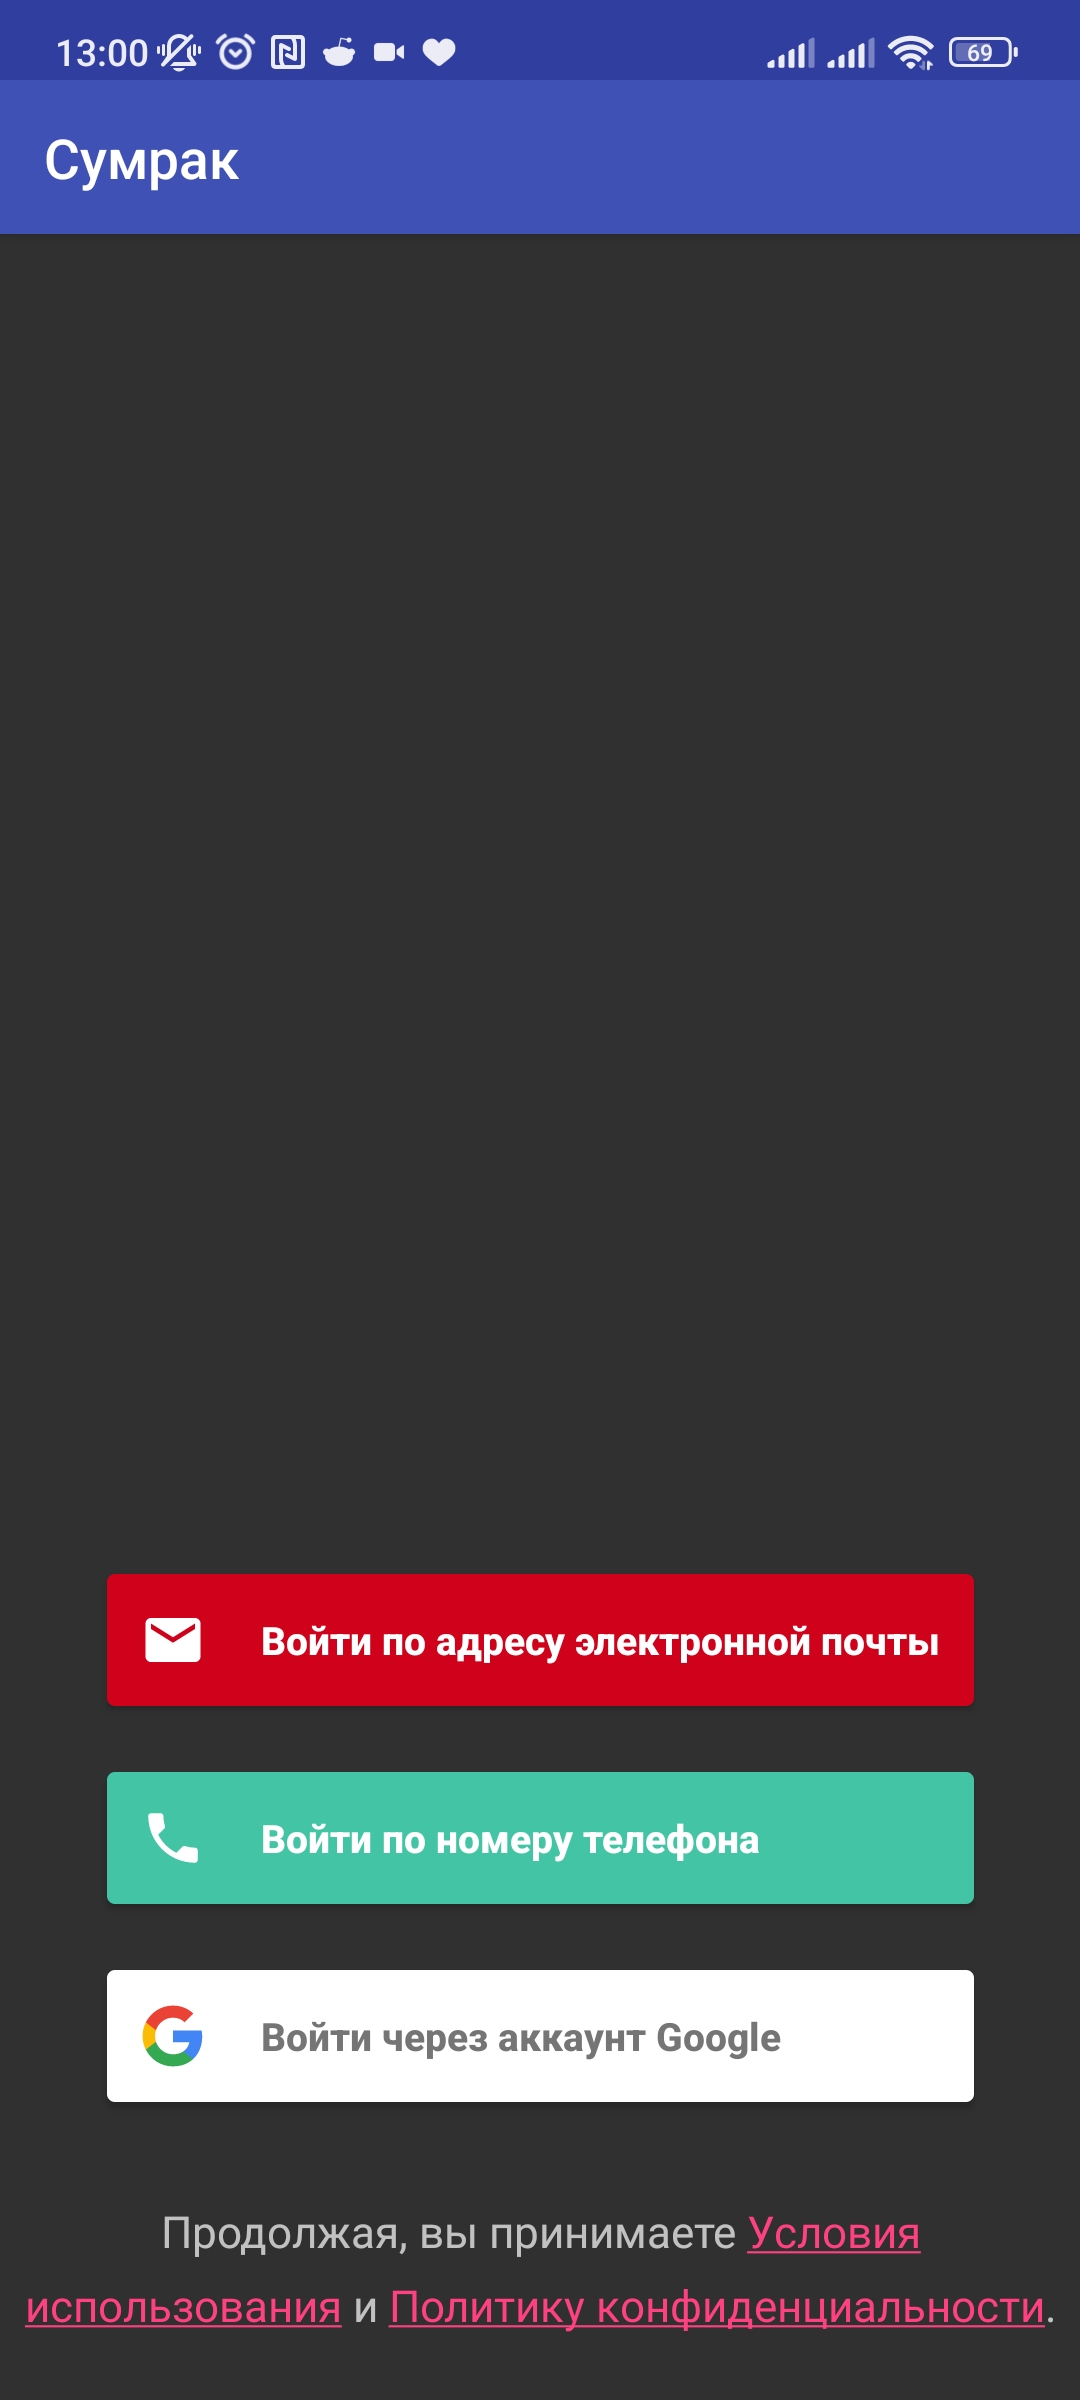 13:00
69
Сумрак
Войти по адресу электронной почты
Войти по номеру телефона
Войти через аккаунт Google
Продолжая, вы принимаете Условия
использования и Политику конфиденциальности.